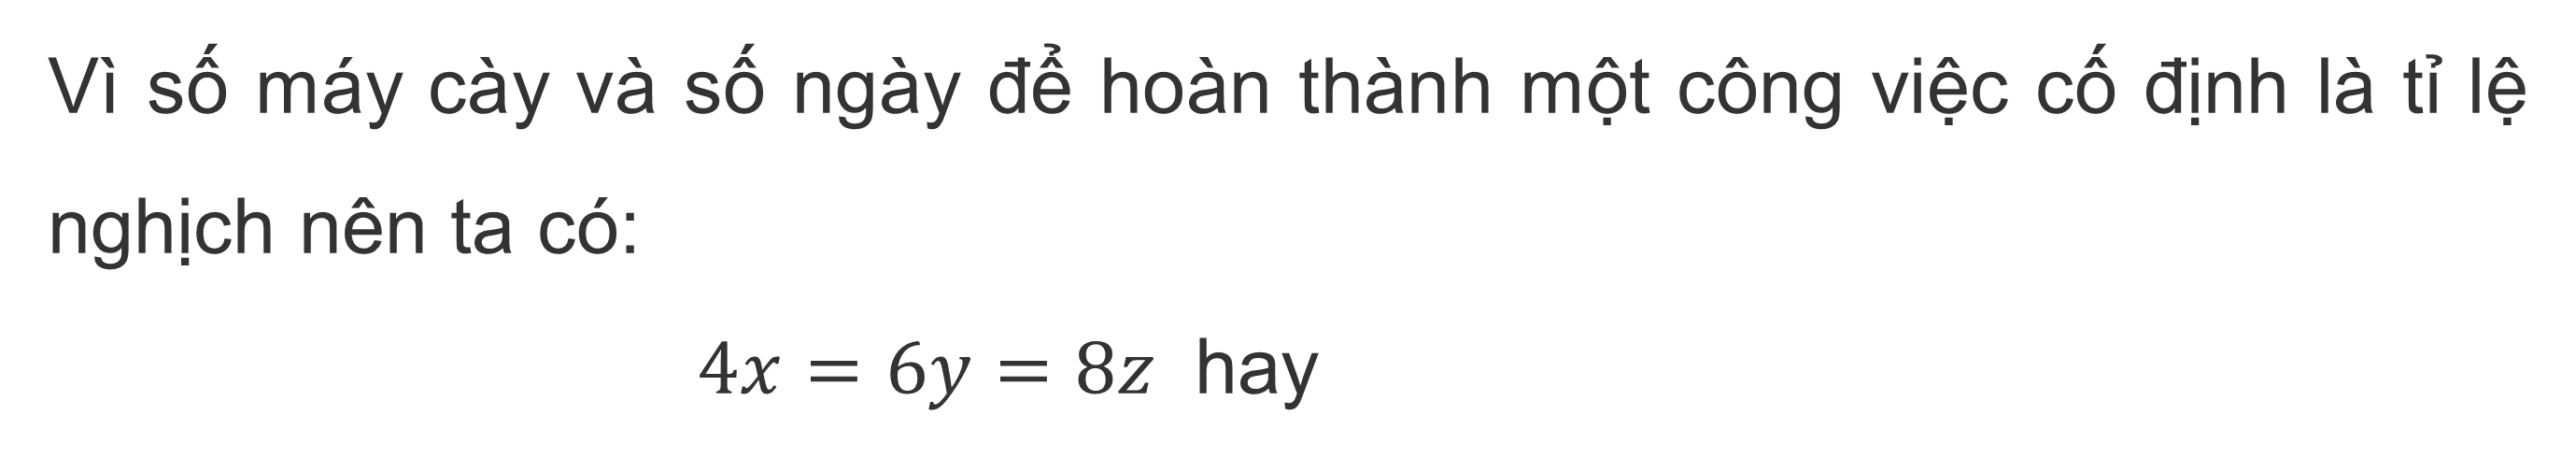 Vì số máy cày và số ngày để hoàn thành một công việc cố định là tỉ lệ
nghịch nên ta có:
4x = 6y = 8z hay